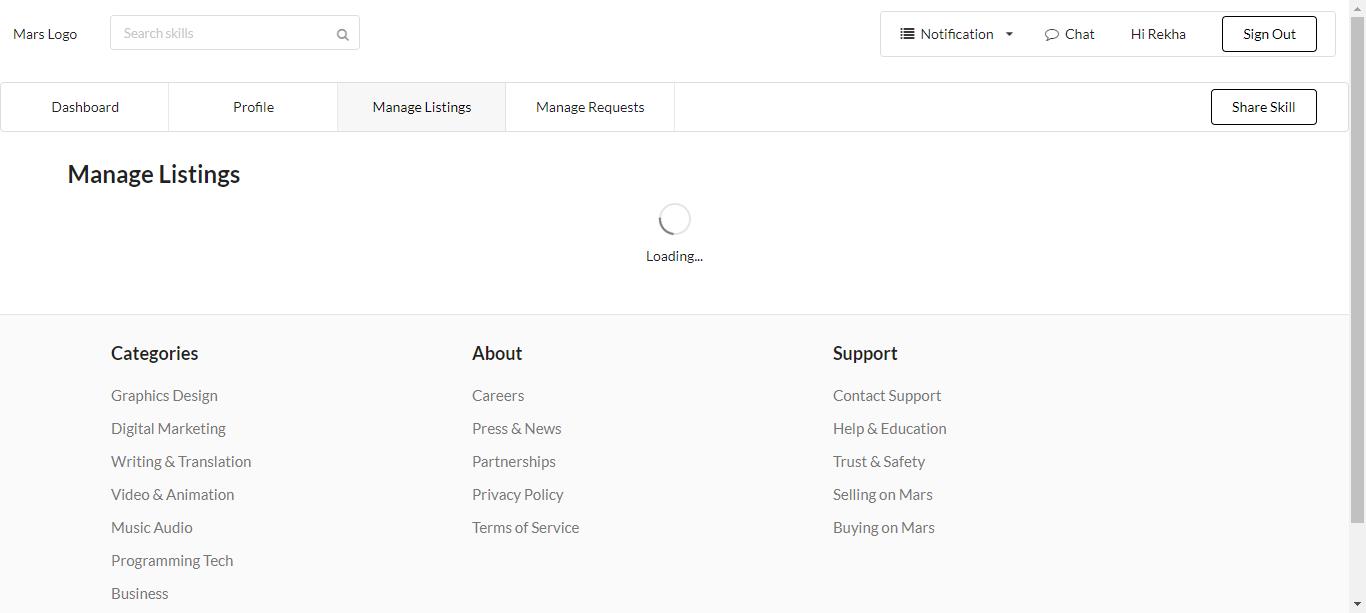 Mars Logo
Search skills
Notification
Chat
Hi Rekha
Sign Out
Dashboard
Profile
Manage Listings
Manage Requests
Share Skill
Manage Listings
Loading...
Categories
Graphics Design
Digital Marketing
Writing & Translation
Video & Animation
Music Audio
Programming Tech
Business
About
Careers
Press & News
Partnerships
Privacy Policy
Terms of Service
Support
Contact Support
Help & Education
Trust & Safety
Selling on Mars
Buying on Mars